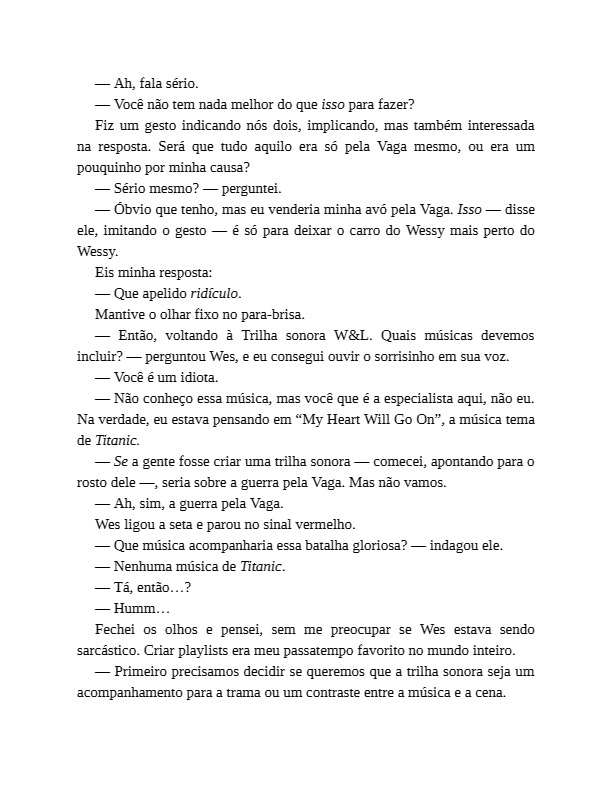 — Ah, fala sério.
— Você não tem nada melhor do que isso para fazer?
Fiz um gesto indicando nós dois, implicando, mas também interessada
na resposta. Será que tudo aquilo era só pela Vaga mesmo, ou era um
pouquinho por minha causa?
— Sério mesmo? — perguntei.
— Óbvio que tenho, mas eu venderia minha avó pela Vaga. Isso — disse
ele, imitando o gesto — é só para deixar o carro do Wessy mais perto do
Wessy.
Eis minha resposta:
— Que apelido ridículo.
Mantive o olhar fixo no para-brisa.
— Então, voltando à Trilha sonora W&L. Quais músicas devemos
incluir? — perguntou Wes, e eu consegui ouvir o sorrisinho em sua voz.
— Você é um idiota.
— Não conheço essa música, mas você que é a especialista aqui, não eu.
Na verdade, eu estava pensando em “My Heart Will Go On”, a música tema
de Titanic.
— Se a gente fosse criar uma trilha sonora — comecei, apontando para o
rosto dele —, seria sobre a guerra pela Vaga. Mas não vamos.
— Ah, sim, a guerra pela Vaga.
Wes ligou a seta e parou no sinal vermelho.
— Que música acompanharia essa batalha gloriosa? — indagou ele.
— Nenhuma música de Titanic.
— Tá, então…?
— Humm…
Fechei os olhos e pensei, sem me preocupar se Wes estava sendo
sarcástico. Criar playlists era meu passatempo favorito no mundo inteiro.
— Primeiro precisamos decidir se queremos que a trilha sonora seja um
acompanhamento para a trama ou um contraste entre a música e a cena.